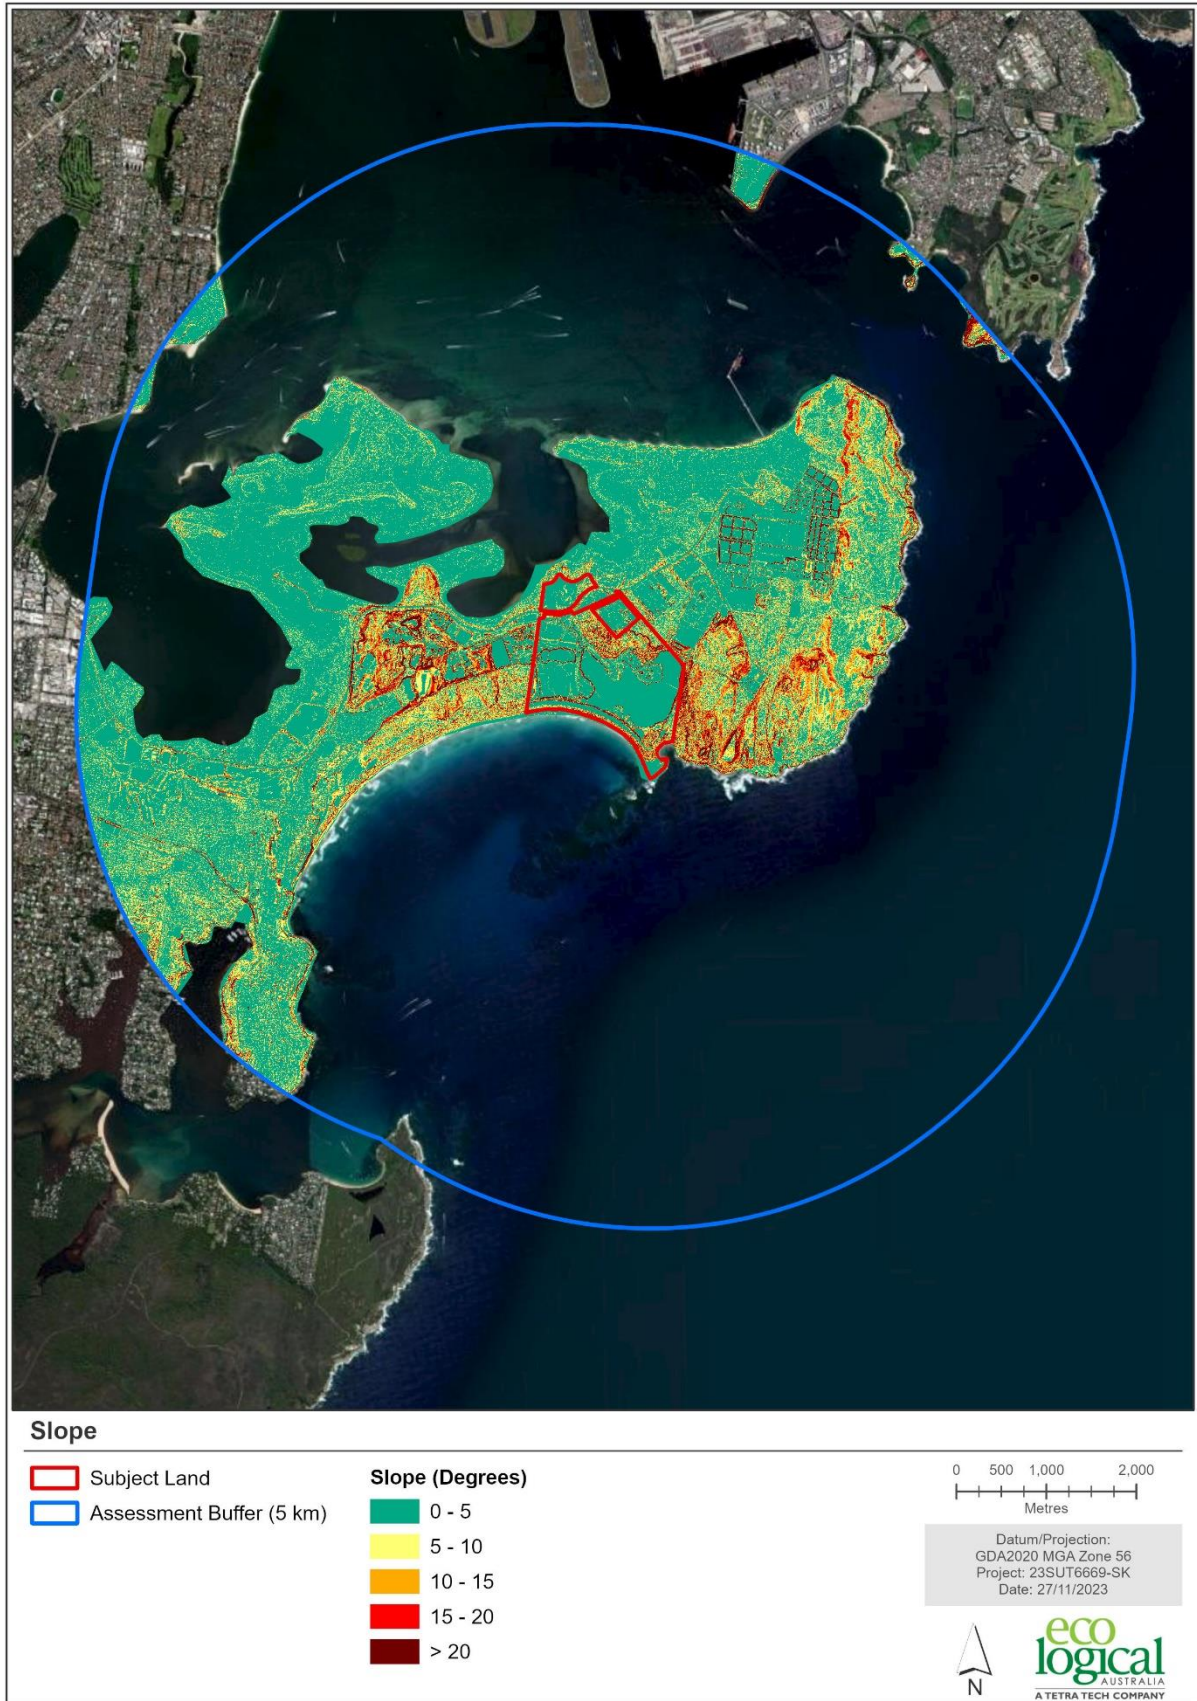 Slope
Subject Land
Assessment Buffer (5 km)
Slope (Degrees)
0 - 5
5 - 10
10 - 15
15 - 20
> 20
0 500 1,000 2,000
Metres
Datum/Projection:
GDA2020 MGA Zone 56
Project: 23SUT6669-SK
Date: 27/11/2023
N
eco
logical
AUSTRALIA
A TETRA TECH COMPANY